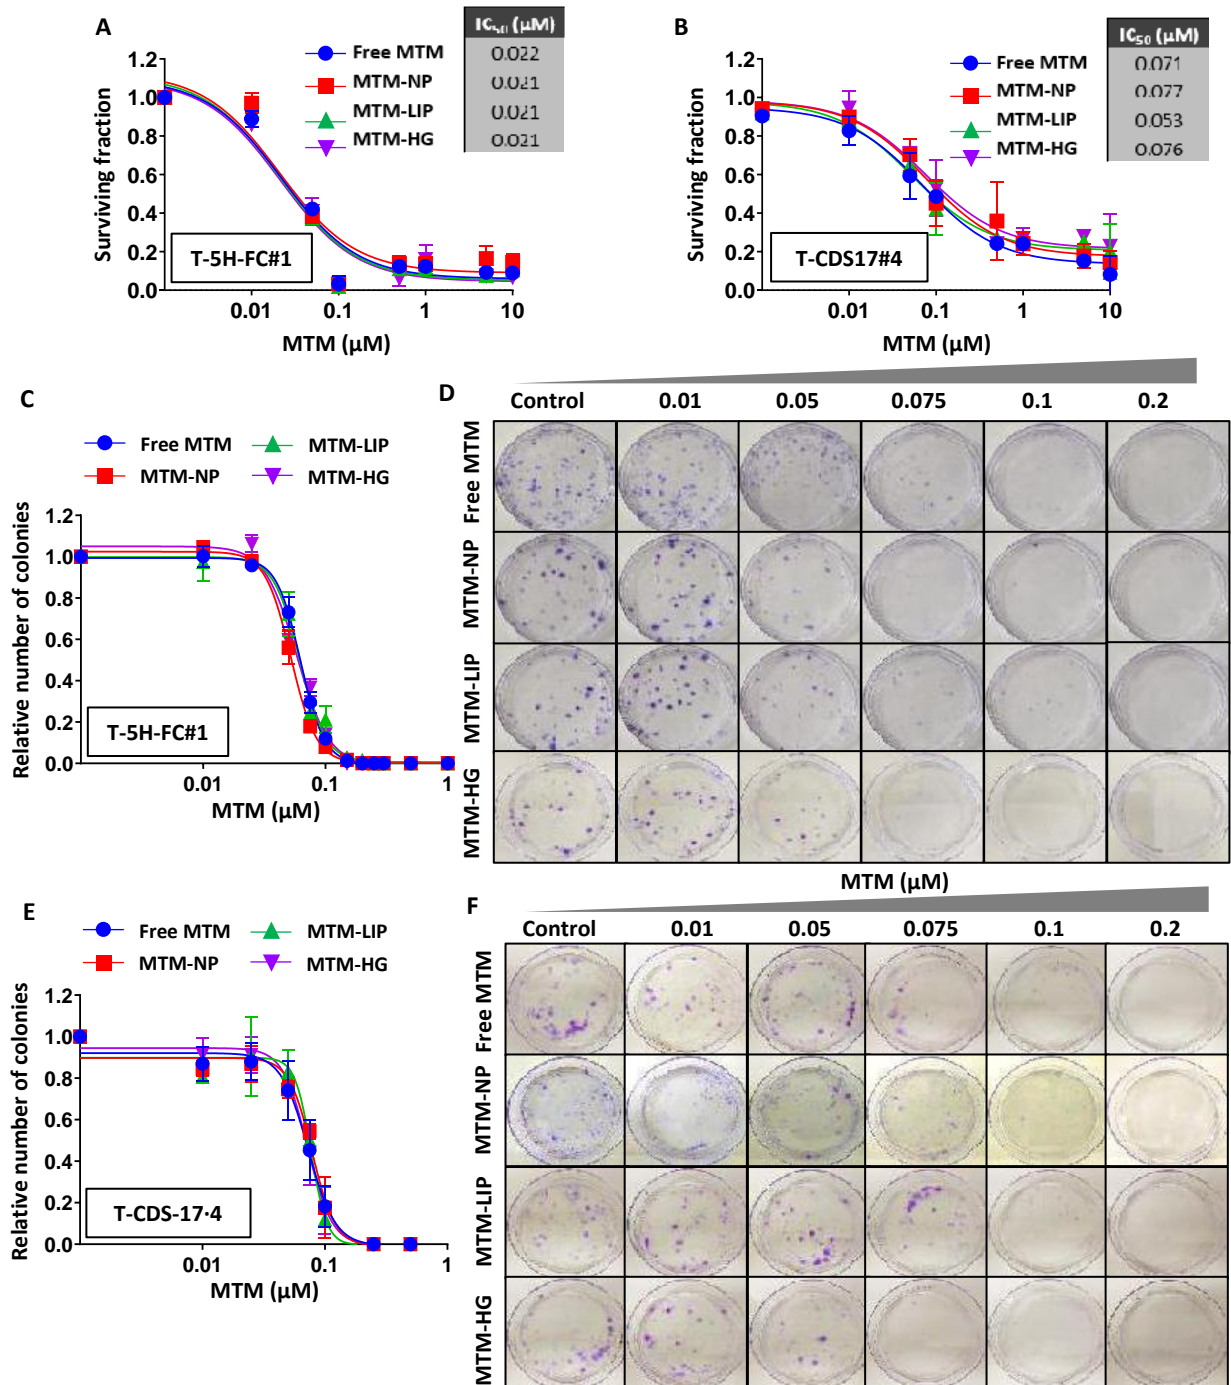 A
IC50 (µM)
Free MTM 0.022
MTM-NP 0.021
MTM-LIP 0.021
MTM-HG 0.021
Surviving fraction
1.2
1.0
0.8
0.6
0.4
0.2
0.0
T-5H-FC#1
0.01 0.1 1 10
MTM (µM)
B
IC50 (µM)
Free MTM 0.071
MTM-NP 0.077
MTM-LIP 0.053
MTM-HG 0.076
Surviving fraction
1.2
1.0
0.8
0.6
0.4
0.2
0.0
T-CDS17#4
0.01 0.1 1 10
MTM (µM)
C
Free MTM MTM-LIP
MTM-NP MTM-HG
Relative number of colonies
1.2
1.0
0.8
0.6
0.4
0.2
0.0
T-5H-FC#1
0.01 0.1 1
MTM (µM)
D
Control 0.01 0.05 0.075 0.1 0.2
Free MTM
MTM-NP
MTM-LIP
MTM-HG
MTM (µM)
E
Free MTM MTM-LIP
MTM-NP MTM-HG
Relative number of colonies
1.2
1.0
0.8
0.6
0.4
0.2
0.0
T-CDS-17·4
0.01 0.1 1
MTM (µM)
F
Control 0.01 0.05 0.075 0.1 0.2
Free MTM
MTM-NP
MTM-LIP
MTM-HG